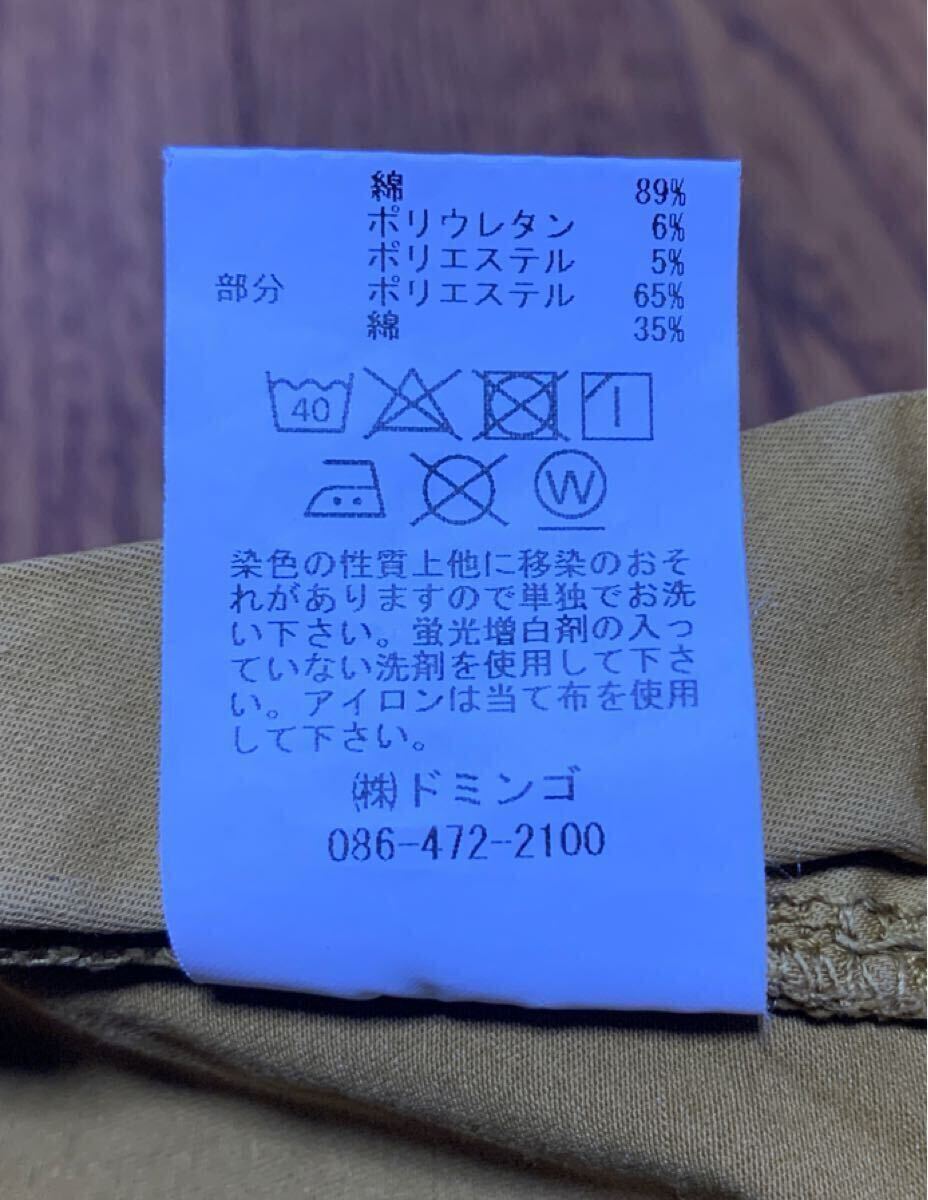 綿 89%
ポリウレタン 6%
ポリエステル 5%
部分 ポリエステル 65%
綿 35%
40
W
染色の性質上他に移染のおそ
れがありますので単独でお洗
い下さい。蛍光増白剤の入っ
ていない洗剤を使用して下さ
い。アイロンは当て布を使用
して下さい。
㈱ドミンゴ
086-472-2100